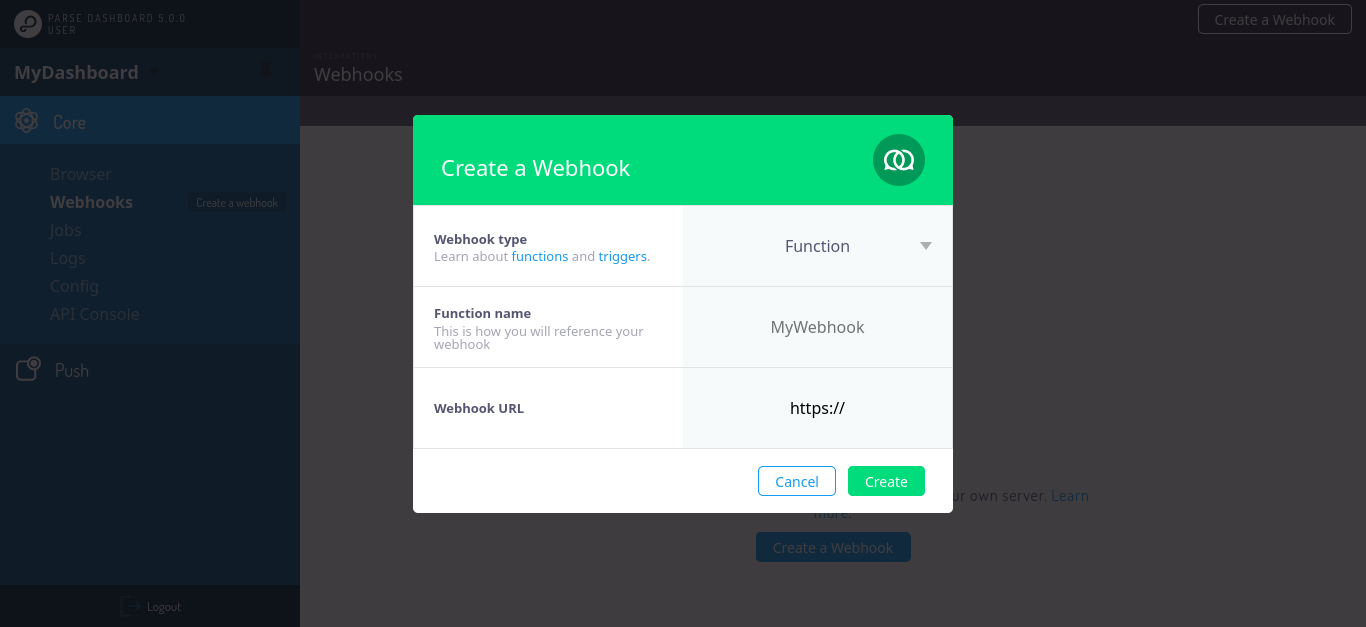 PARSE DASHBOARD 5.0.0
USER
Create a Webhook
MyDashboard
INTEGRATIONS
Webhooks
Core
Browser
Webhooks
Create a webhook
Jobs
Logs
Config
API Console
Push
Logout
Create a Webhook
Webhook type
Learn about functions and triggers.
Function
Function name
This is how you will reference your
webhook
MyWebhook
Webhook URL
https://
Cancel
Create
own server. Learn
more.
Create a Webhook